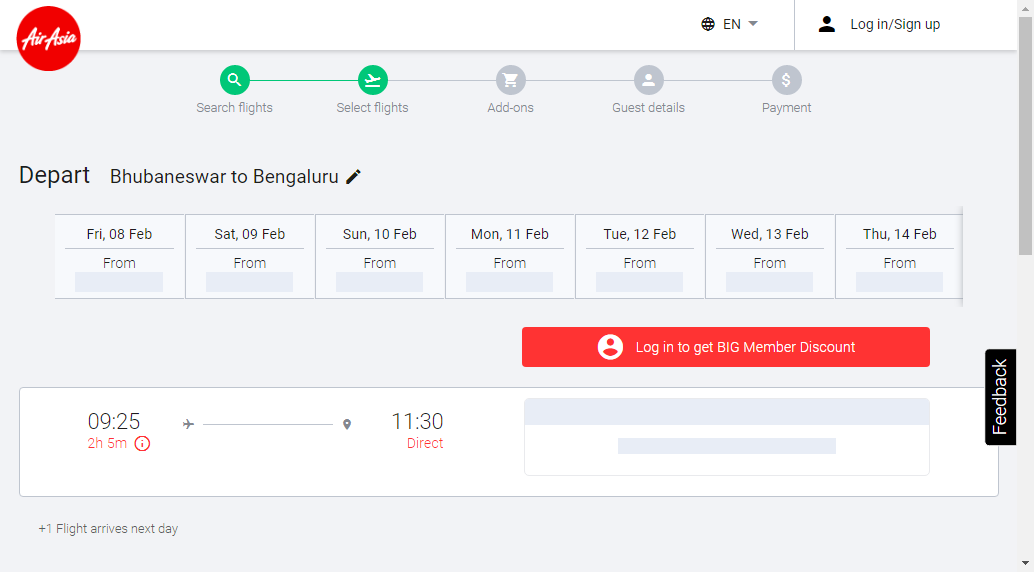 AirAsia
EN
Log in/Sign up
Search flights
Select flights
Add-ons
Guest details
$
Payment
Depart
Bhubaneswar to Bengaluru
Fri, 08 Feb
Sat, 09 Feb
Sun, 10 Feb
Mon, 11 Feb
Tue, 12 Feb
Wed, 13 Feb
Thu, 14 Feb
From
From
From
From
From
From
From
Log in to get BIG Member Discount
Feedback
09:25
11:30
2h 5m
Direct
+1 Flight arrives next day